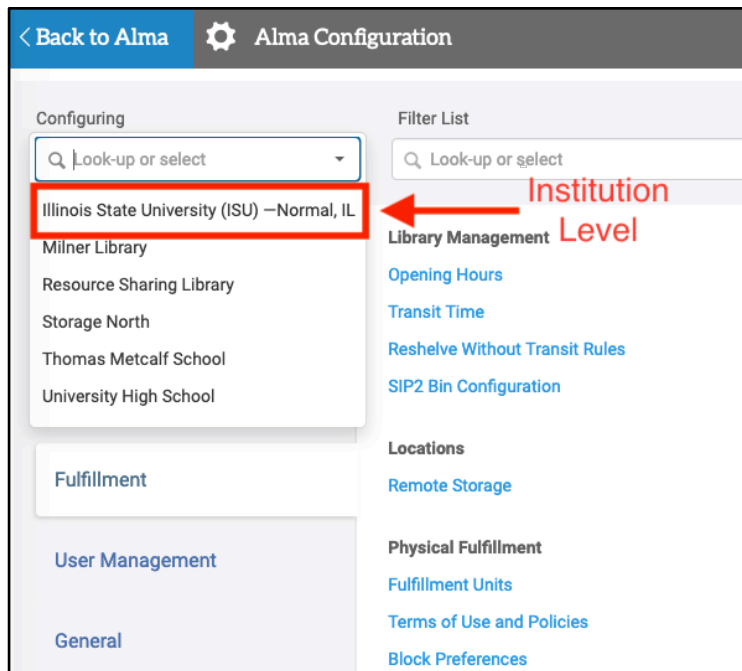 < Back to Alma
Alma Configuration
Configuring
Look-up or select
Illinois State University (ISU) —Normal, IL
Milner Library
Resource Sharing Library
Storage North
Thomas Metcalf School
University High School
Fulfillment
User Management
General
Filter List
Look-up or select
Institution
Level
Library Management
Opening Hours
Transit Time
Reshelve Without Transit Rules
SIP2 Bin Configuration
Locations
Remote Storage
Physical Fulfillment
Fulfillment Units
Terms of Use and Policies
Block Preferences